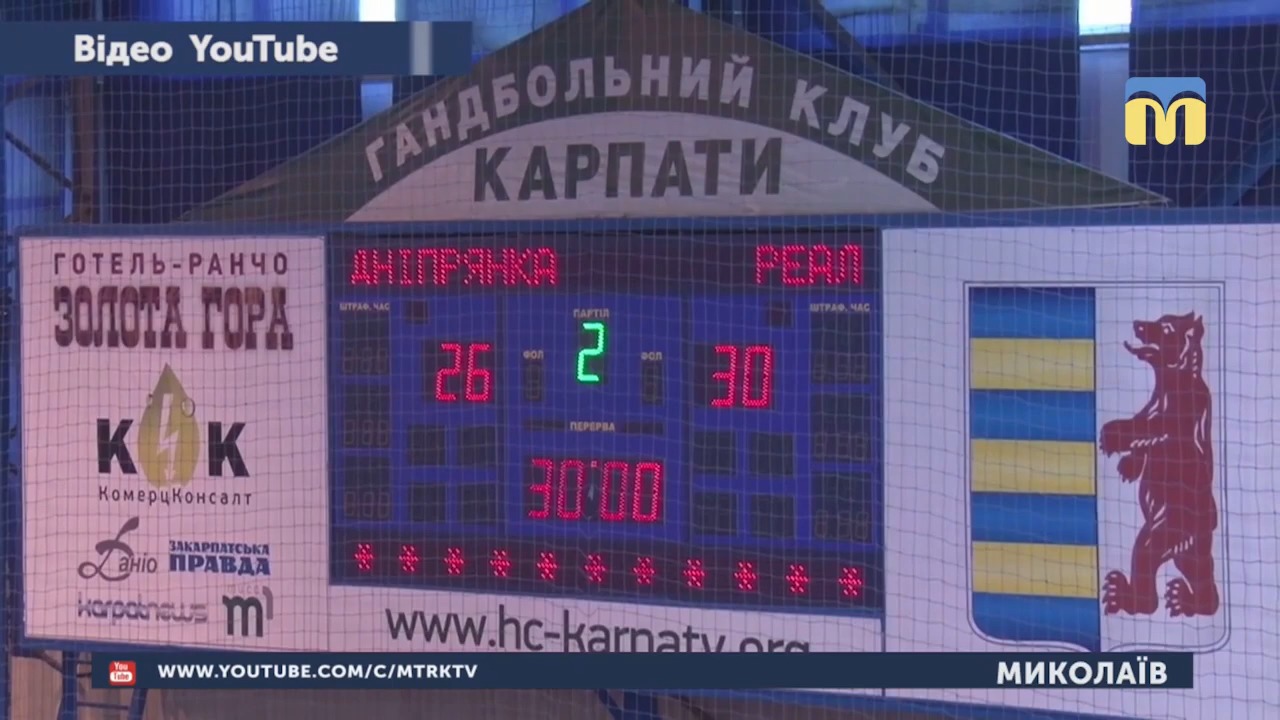 Відео YouTube
ГАНДБОЛЬНИЙ КЛУБ
КАРПАТИ
ГОТЕЛЬ-РАНЧО
ЗОЛОТА ГОРА
КК
КомерцКонсалт
Даніо
ЗАКАРПАТСЬКА
ПРАВДА
karpatnews
m
ДНІПРЯНКА
РЕАЛ
ШТРАФ. ЧАС
ПАРТІЛ
ШТРАФ. ЧАС
26
ФОЛ
2
ФОЛ
30
ПЕРЕРВА
30:00
www.hc-karpaty.org
WWW.YOUTUBE.COM/C/MTRKTV
МИКОЛАЇВ